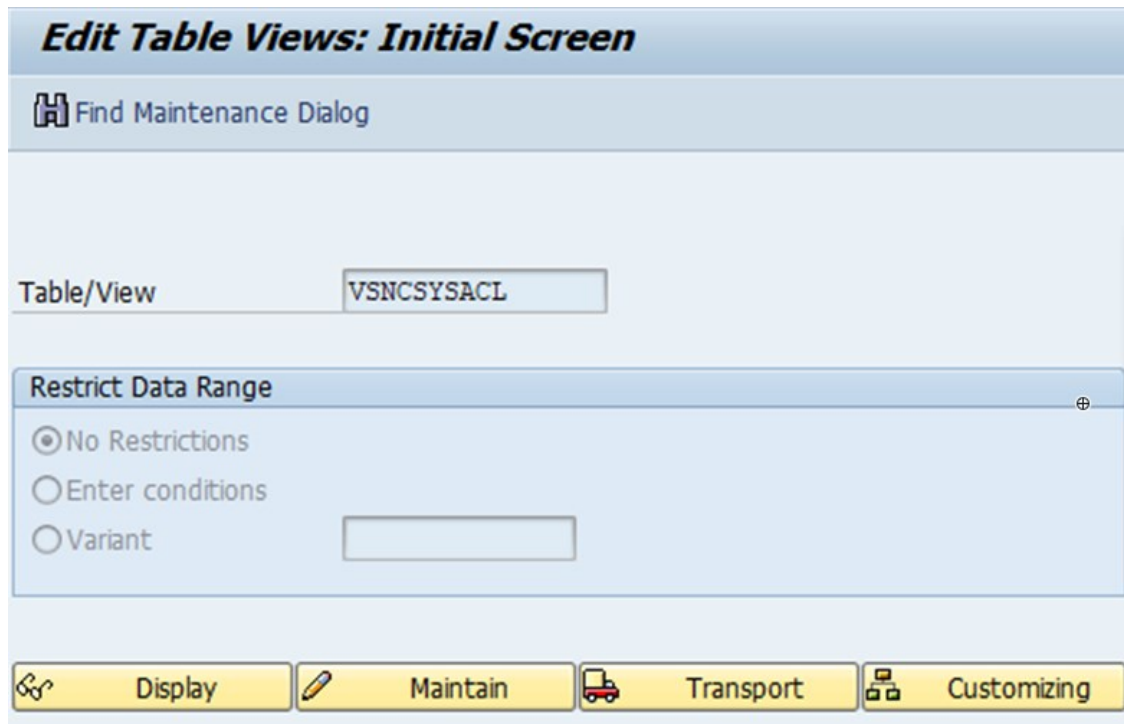 Edit Table Views: Initial Screen
Find Maintenance Dialog
Table/View VSNCSYSACL
Restrict Data Range
No Restrictions
Enter conditions
Variant
Display Maintain Transport Customizing